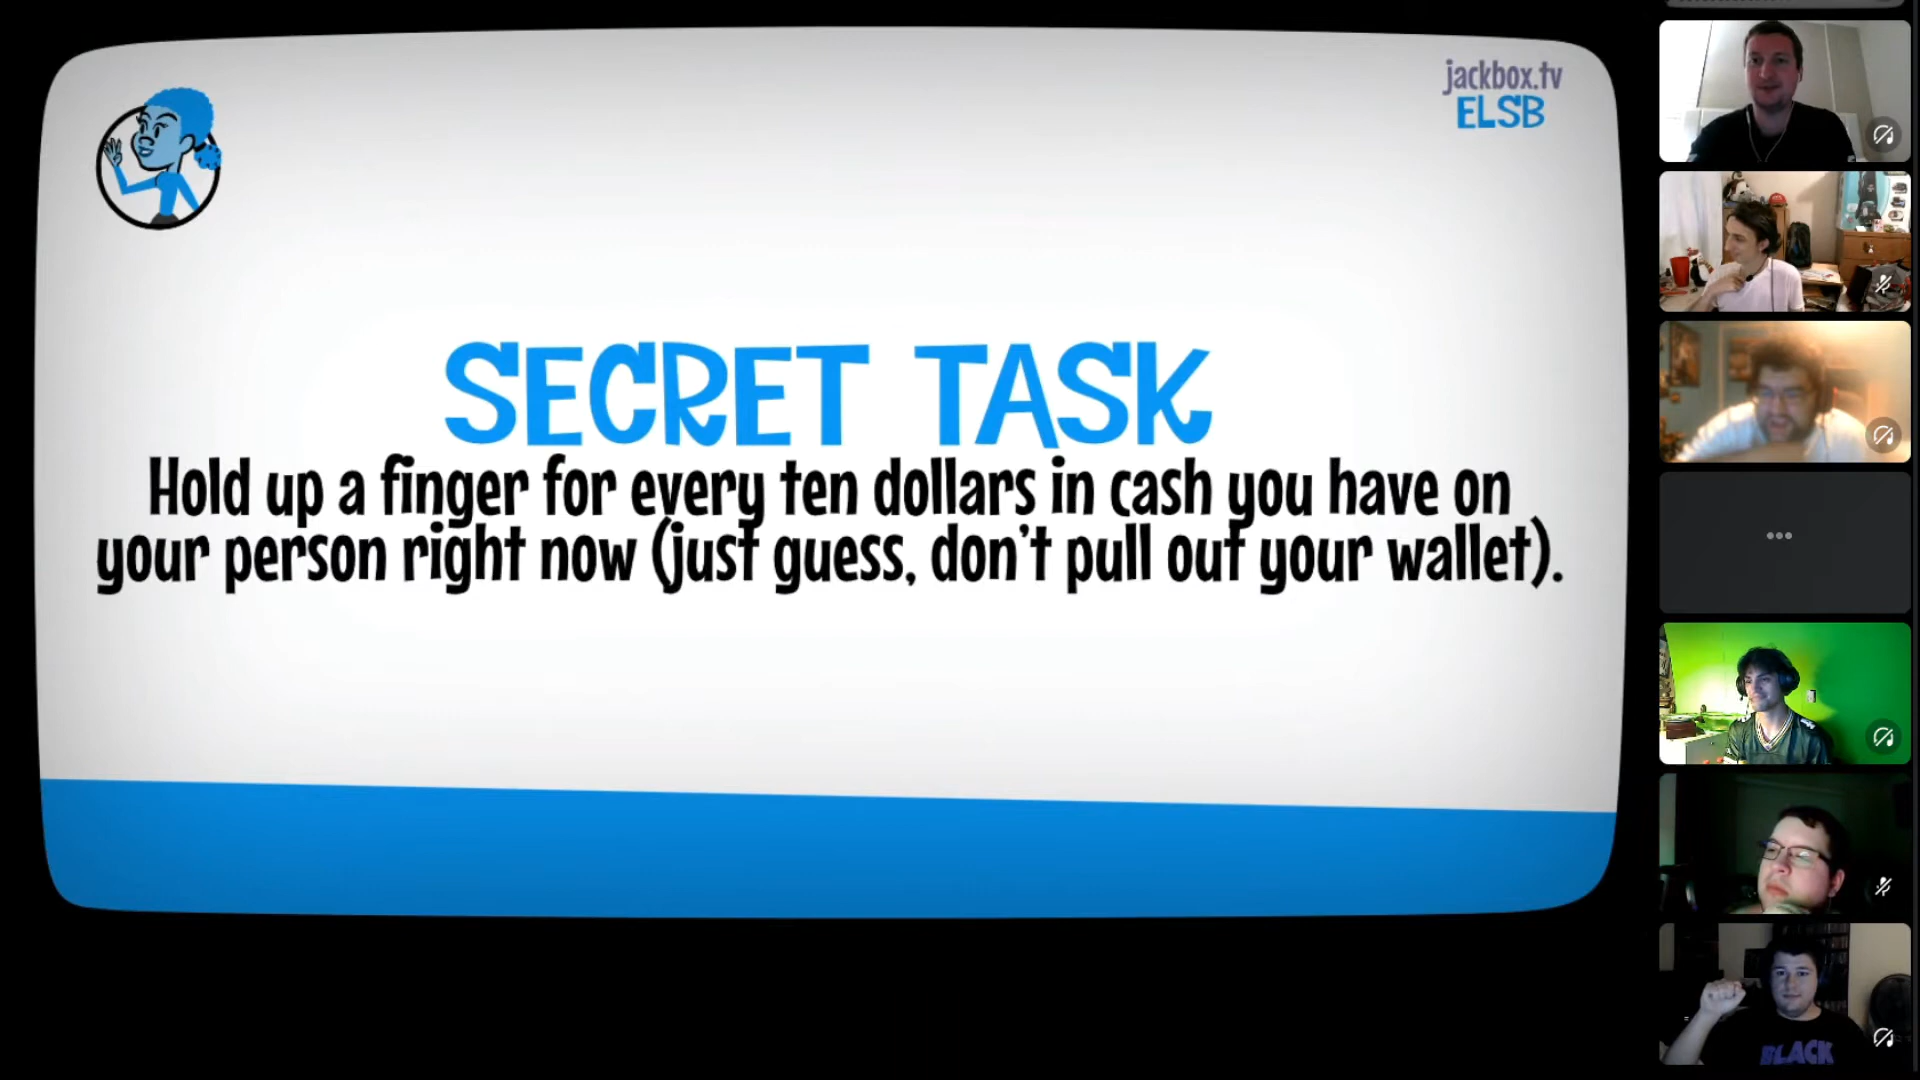 jackbox.tv
ELSB
SECRET TASK
Hold up a finger for every ten dollars in cash you have on
your person right now (just guess, don't pull out your wallet).
BLACK